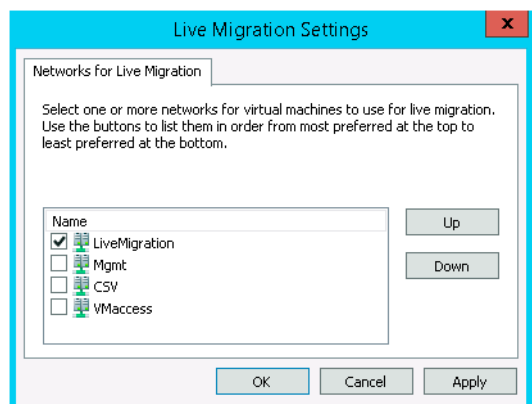 Live Migration Settings
x
Networks for Live Migration
Select one or more networks for virtual machines to use for live migration.
Use the buttons to list them in order from most preferred at the top to
least preferred at the bottom.
Name
LiveMigration
Mgmt
CSV
VMaccess
Up
Down
OK
Cancel
Apply